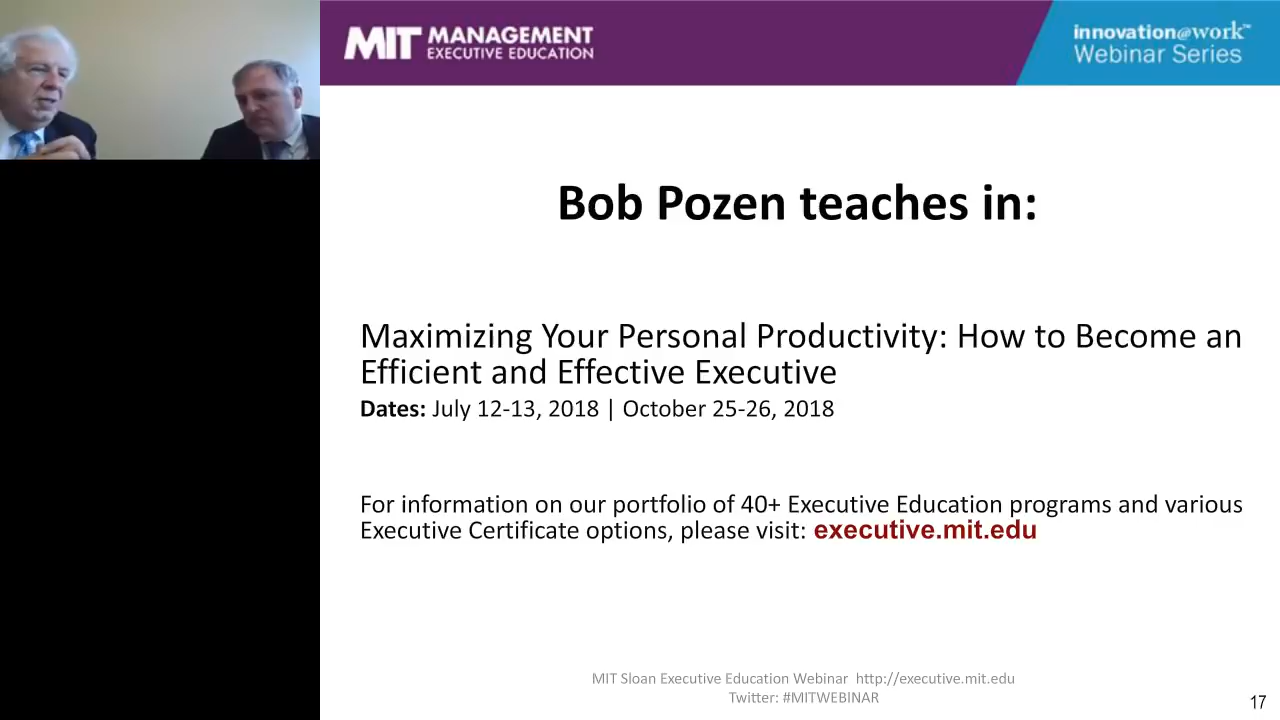 MIT MANAGEMENT
EXECUTIVE EDUCATION
innovation@work™
Webinar Series
Bob Pozen teaches in:
Maximizing Your Personal Productivity: How to Become an
Efficient and Effective Executive
Dates: July 12-13, 2018 | October 25-26, 2018
For information on our portfolio of 40+ Executive Education programs and various
Executive Certificate options, please visit: executive.mit.edu
MIT Sloan Executive Education Webinar http://executive.mit.edu
Twitter: #MITWEBINAR
17